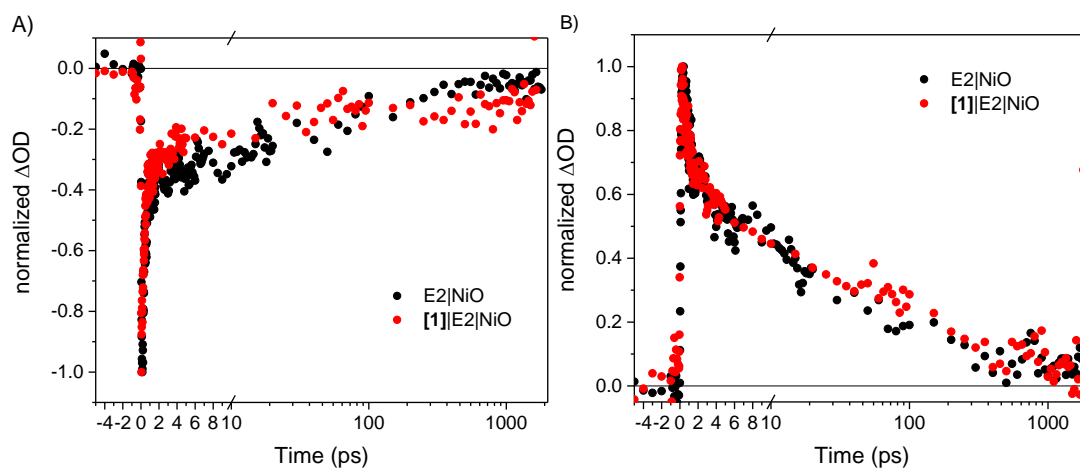 A)
normalized ΔOD
0.0
-0.2
-0.4
-0.6
-0.8
-1.0
E2|NiO
[1]|E2|NiO
-4 -2 0 2 4 6 8 10 100 1000
Time (ps)
B)
normalized ΔOD
1.0
0.8
0.6
0.4
0.2
0.0
E2|NiO
[1]|E2|NiO
-4 -2 0 2 4 6 8 10 100 1000
Time (ps)